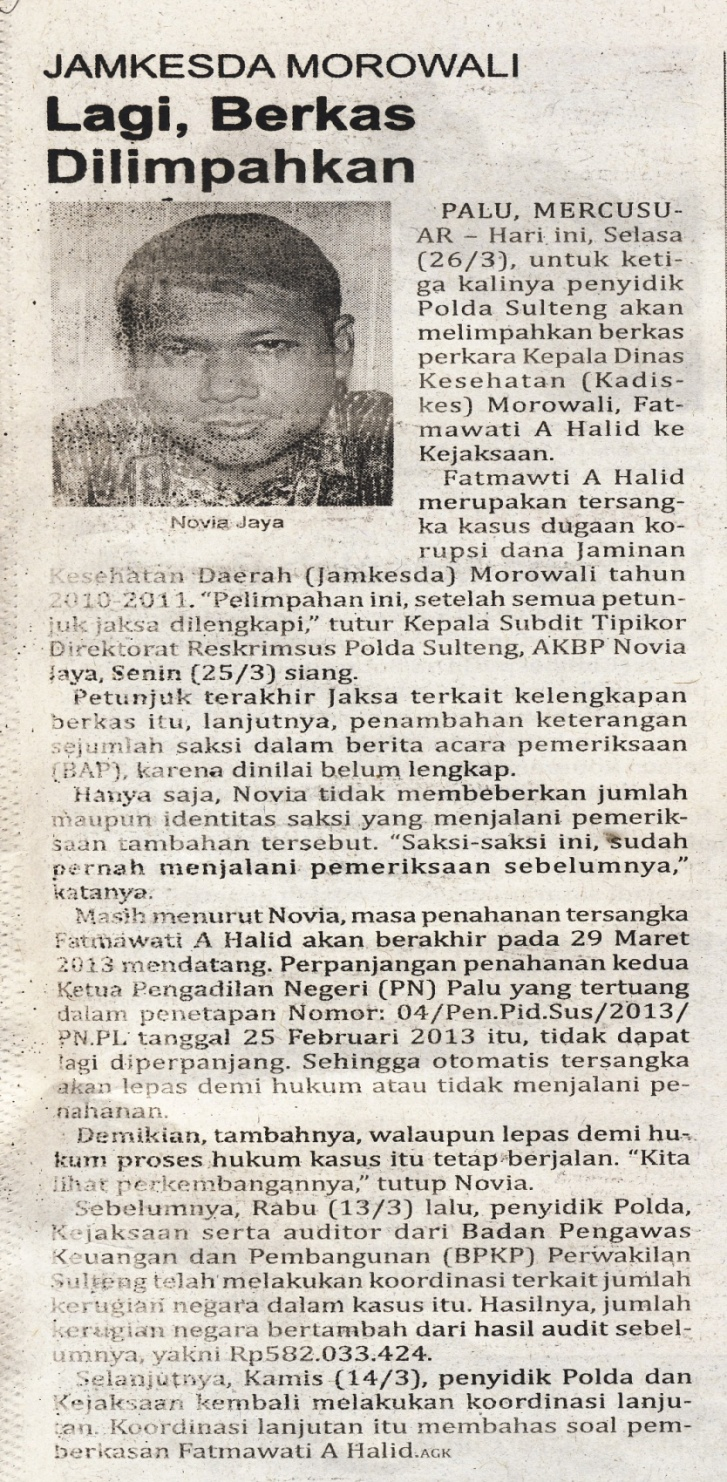 JAMKESDA MOROWALI
Lagi, Berkas
Dilimpahkan
Novia Jaya
PALU, MERCUSU-
AR – Hari ini, Selasa
(26/3), untuk keti-
ga kalinya penyidik
Polda Sulteng akan
melimpahkan berkas
perkara Kepala Dinas
Kesehatan (Kadis-
kes) Morowali, Fat-
mawati A Halid ke
Kejaksaan.
Fatmawti A Halid
merupakan tersang-
ka kasus dugaan ko-
rupsi dana Jaminan
Kesehatan Daerah (Jamkesda) Morowali tahun
2010-2011. “Pelimpahan ini, setelah semua petun-
juk jaksa dilengkapi,” tutur Kepala Subdit Tipikor
Direktorat Reskrimsus Polda Sulteng, AKBP Novia
Jaya, Senin (25/3) siang.
Petunjuk terakhir Jaksa terkait kelengkapan
berkas itu, lanjutnya, penambahan keterangan
sejumlah saksi dalam berita acara pemeriksaan
(BAP), karena dinilai belum lengkap.
Hanya saja, Novia tidak membeberkan jumlah
maupun identitas saksi yang menjalani pemerik-
saan tambahan tersebut. “Saksi-saksi ini, sudah
pernah menjalani pemeriksaan sebelumnya,”
katanya.
Masih menurut Novia, masa penahanan tersangka
Fatmawati A Halid akan berakhir pada 29 Maret
2013 mendatang. Perpanjangan penahanan kedua
Ketua Pengadilan Negeri (PN) Palu yang tertuang
dalam penetapan Nomor: 04/Pen.Pid.Sus/2013/
PN.PL tanggal 25 Februari 2013 itu, tidak dapat
lagi diperpanjang. Sehingga otomatis tersangka
akan lepas demi hukum atau tidak menjalani pe-
nahanan.
Demikian, tambahnya, walaupun lepas demi hu-
kum proses hukum kasus itu tetap berjalan. “Kita
lihat perkembangannya,” tutup Novia.
Sebelumnya, Rabu (13/3) lalu, penyidik Polda,
Kejaksaan serta auditor dari Badan Pengawas
Keuangan dan Pembangunan (BPKP) Perwakilan
Sulteng telah melakukan koordinasi terkait jumlah
kerugian negara dalam kasus itu. Hasilnya, jumlah
kerugian negara bertambah dari hasil audit sebel-
umnya, yakni Rp582.033.424.
Selanjutnya, Kamis (14/3), penyidik Polda dan
Kejaksaan kembali melakukan koordinasi lanju-
tan. Koordinasi lanjutan itu membahas soal pem-
berkasan Fatmawati A Halid.AGK